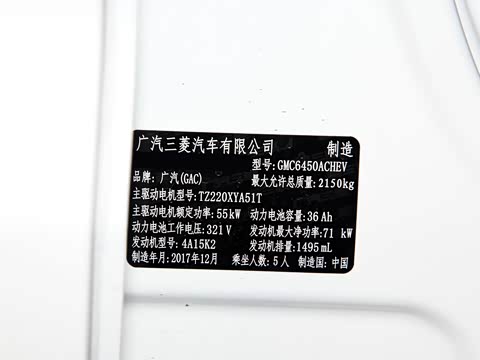 广汽三菱汽车有限公司 制造
型号:GMC6450ACHEV
品牌: 广汽(GAC) 最大允许总质量: 2150kg
主驱动电机型号: TZ220XYA51T
主驱动电机额定功率: 55kW 动力电池容量: 36Ah
动力电池工作电压: 321V 发动机最大净功率: 71 kW
发动机型号: 4A15K2 发动机排量: 1495mL
制造年月: 2017年12月 乘坐人数: 5人 制造国: 中国